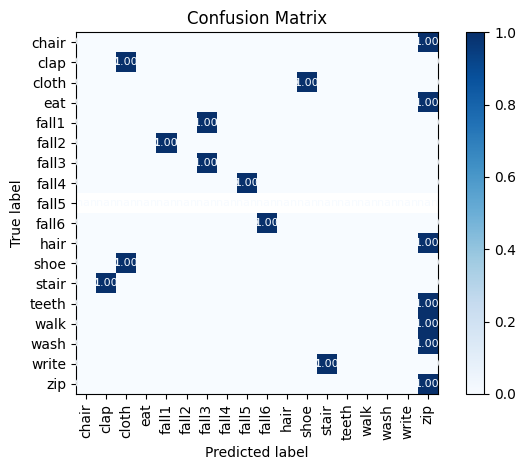 Confusion Matrix
True label
chair 1.00
clap 1.00
cloth 1.00
eat 1.00
fall1 1.00
fall2 1.00
fall3 1.00
fall4 1.00
fall5
fall6 1.00
hair 1.00
shoe 1.00
stair 1.00
teeth 1.00
walk 1.00
wash 1.00
write 1.00
zip 1.00
chair clap cloth eat fall1 fall2 fall3 fall4 fall5 fall6 hair shoe stair teeth walk wash write zip
Predicted label
1.0
0.8
0.6
0.4
0.2
0.0